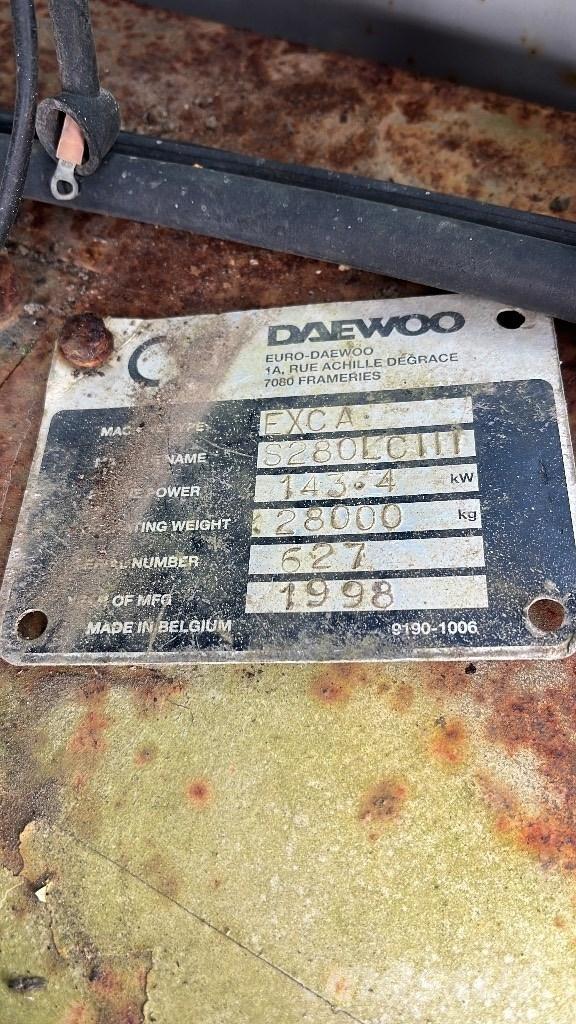 DAEWOO
EURO-DAEWOO
1A, RUE ACHILLE DEGRACE
7080 FRAMERIES
EXCA
NAME S280LCIII
POWER 143.4 kW
WEIGHT 28000 kg
NUMBER 627
OF MFG 1998
MADE IN BELGIUM 9190-1006